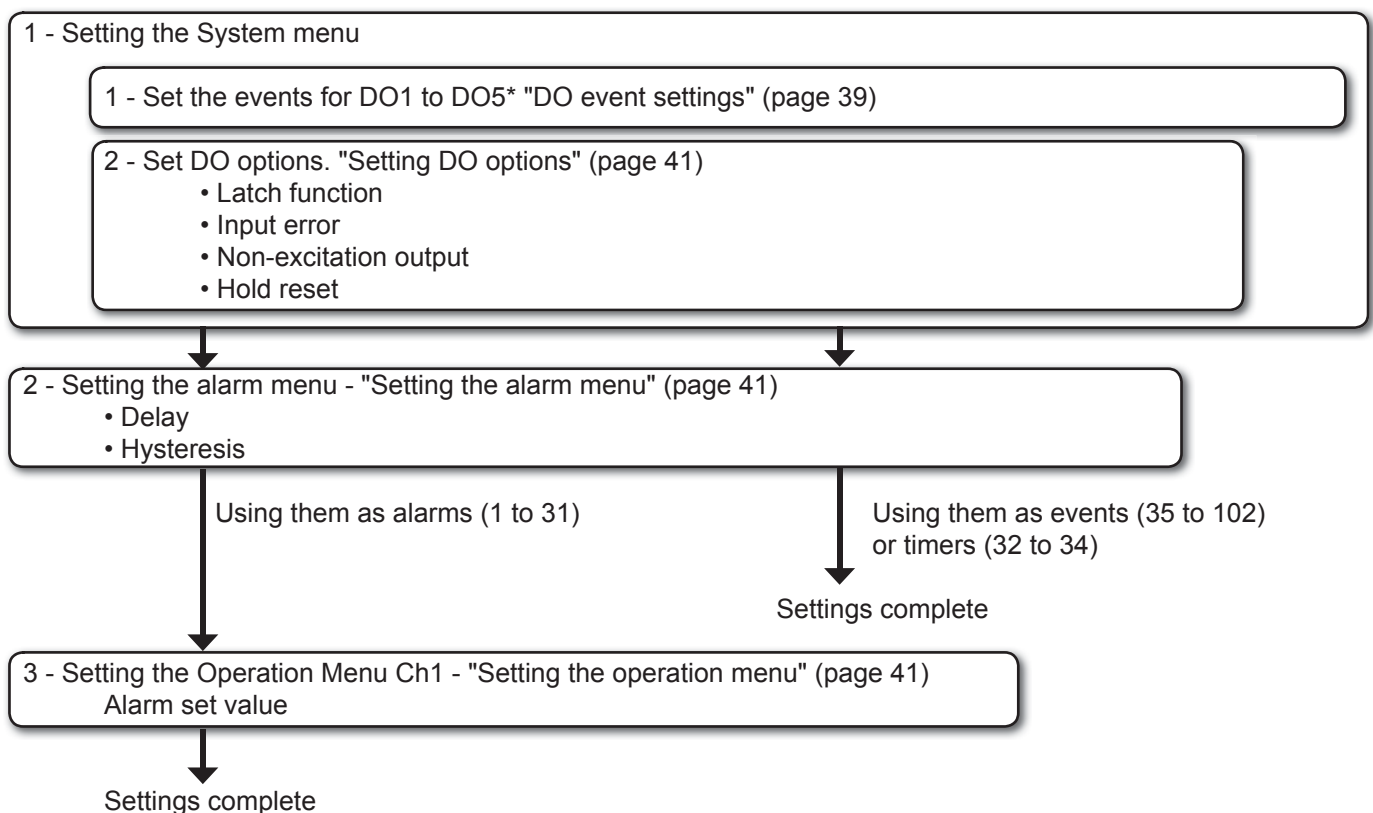 1 - Setting the System menu
1 - Set the events for DO1 to DO5* "DO event settings" (page 39)
2 - Set DO options. "Setting DO options" (page 41)
• Latch function
• Input error
• Non-excitation output
• Hold reset
2 - Setting the alarm menu - "Setting the alarm menu" (page 41)
• Delay
• Hysteresis
Using them as alarms (1 to 31)
Using them as events (35 to 102)
or timers (32 to 34)
Settings complete
3 - Setting the Operation Menu Ch1 - "Setting the operation menu" (page 41)
Alarm set value
Settings complete